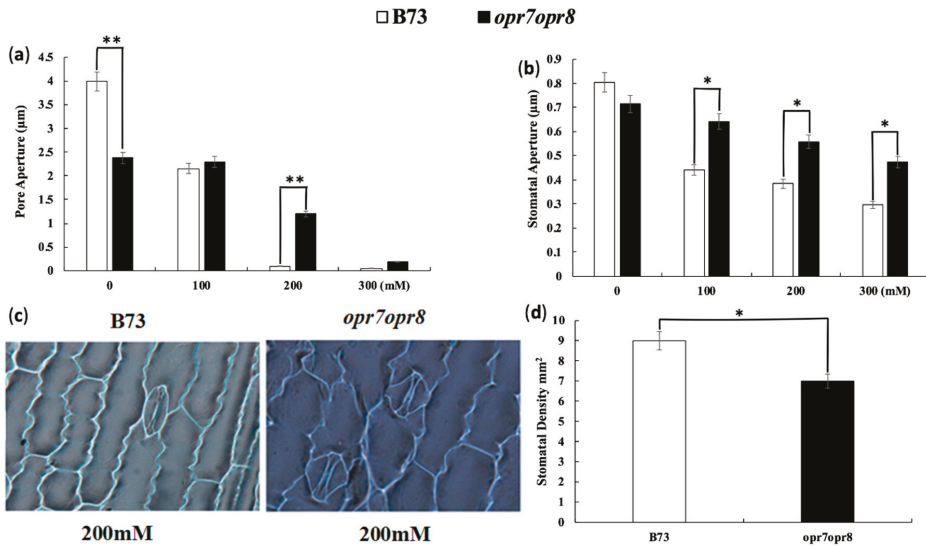 B73 opr7opr8
(a)
**
**
Pore Aperture (µm)
4.5
4
3.5
3
2.5
2
1.5
1
0.5
0
0 100 200 300 (mM)
(b)
*
*
*
Stomatal Aperture (µm)
0.9
0.8
0.7
0.6
0.5
0.4
0.3
0.2
0.1
0
0 100 200 300 (mM)
(c)
B73 opr7opr8
200mM 200mM
(d)
*
Stomatal Density mm²
10
9
8
7
6
5
4
3
2
1
0
B73 opr7opr8